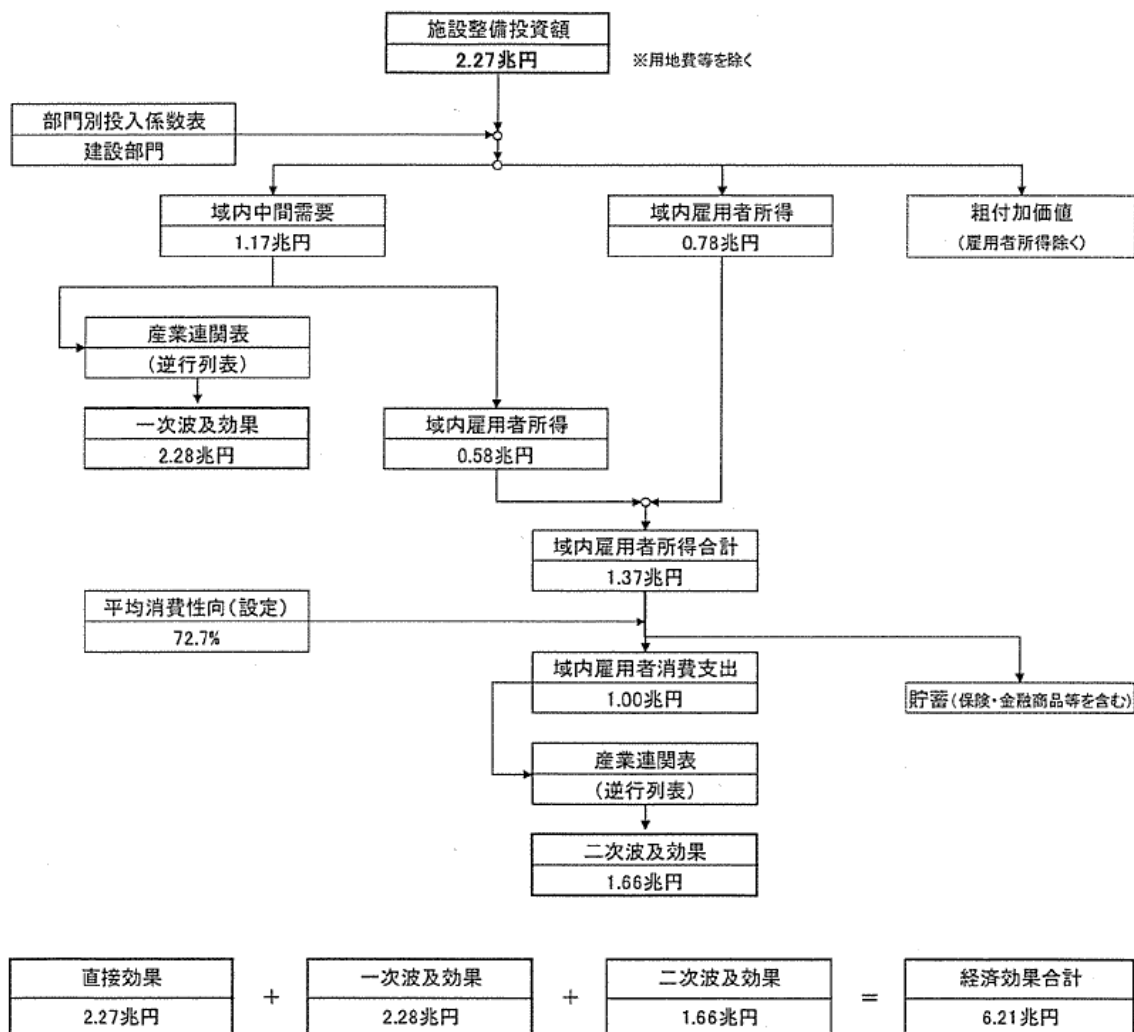 施設整備投資額
2.27兆円
※用地費等を除く
部門別投入係数表
建設部門
域内中間需要
1.17兆円
域内雇用者所得
0.78兆円
粗付加価値
(雇用者所得除く)
産業連関表
(逆行列表)
一次波及効果
2.28兆円
域内雇用者所得
0.58兆円
域内雇用者所得合計
1.37兆円
平均消費性向(設定)
72.7%
域内雇用者消費支出
1.00兆円
貯蓄(保険・金融商品等を含む)
産業連関表
(逆行列表)
二次波及効果
1.66兆円
直接効果
2.27兆円
+
一次波及効果
2.28兆円
+
二次波及効果
1.66兆円
=
経済効果合計
6.21兆円